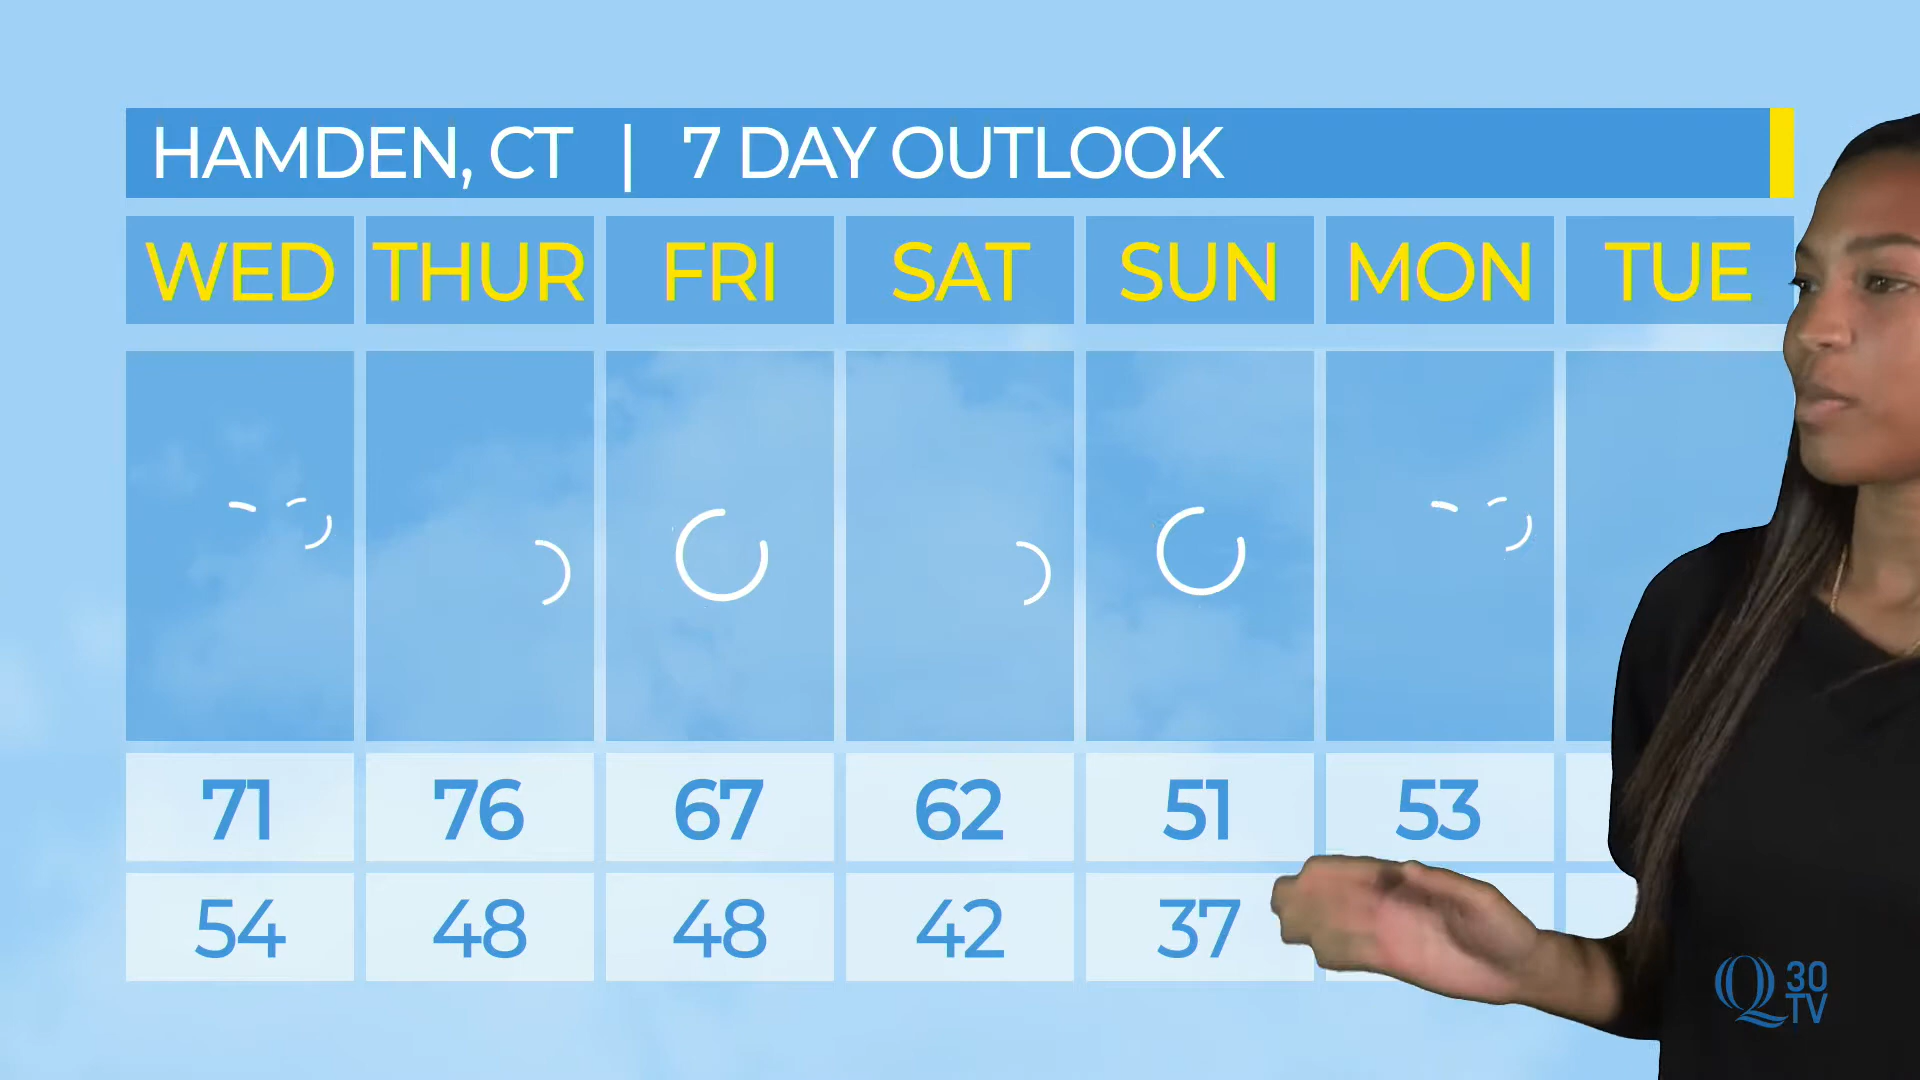 HAMDEN, CT | 7 DAY OUTLOOK
WED THUR FRI SAT SUN MON TUE
71 76 67 62 51 53
54 48 48 42 37
Q 30
TV